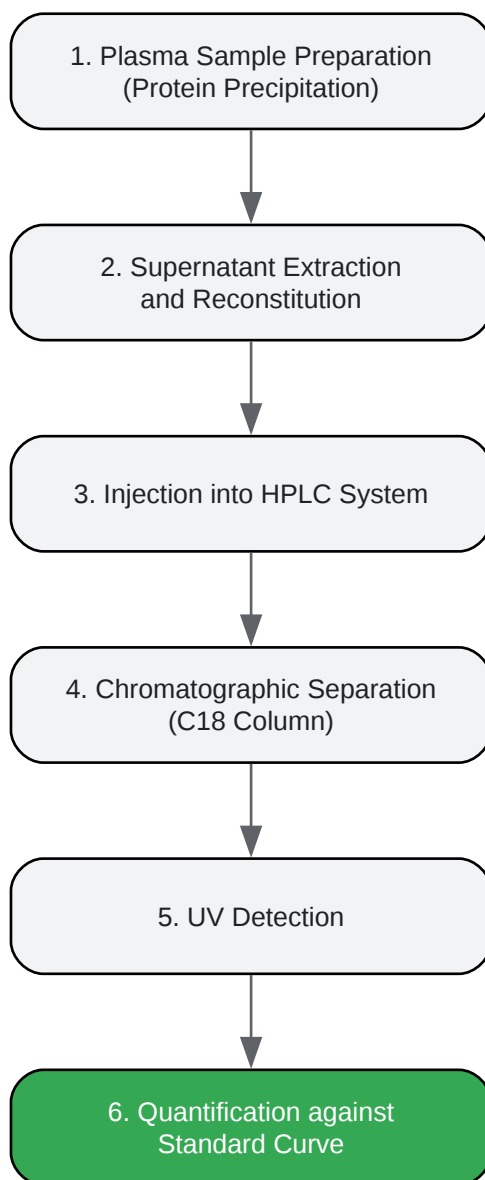 1. Plasma Sample Preparation
(Protein Precipitation)
2. Supernatant Extraction
and Reconstitution
3. Injection into HPLC System
4. Chromatographic Separation
(C18 Column)
5. UV Detection
6. Quantification against
Standard Curve